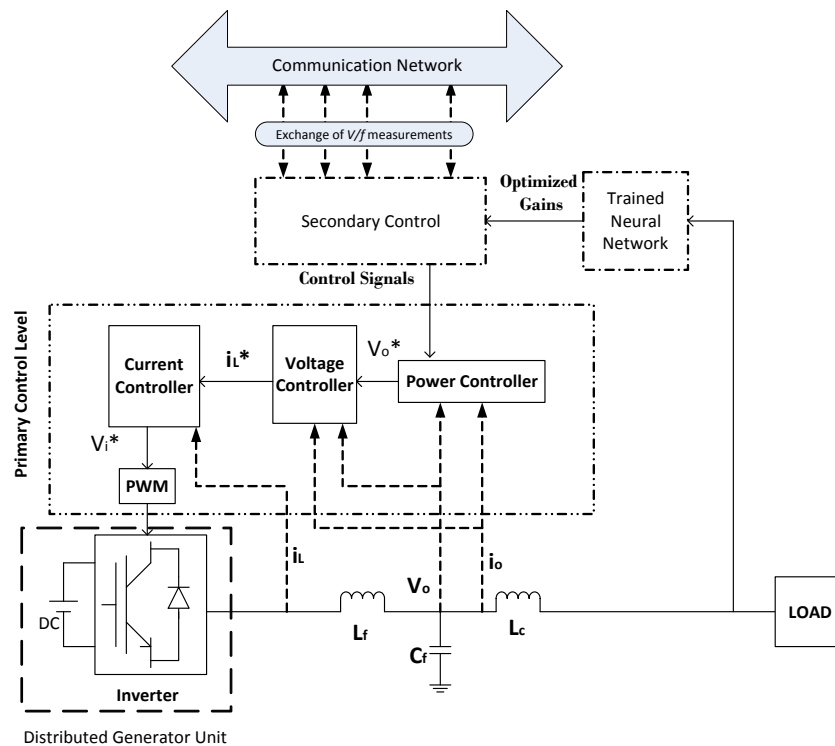 Communication Network
Exchange of V/f measurements
Optimized
Gains
Trained
Neural
Network
Secondary Control
Control Signals
Primary Control Level
Current
Controller
iL*
Voltage
Controller
Vo*
Power Controller
Vi*
PWM
iL
Vo
io
DC
Lf
Lc
Cf
LOAD
Inverter
Distributed Generator Unit